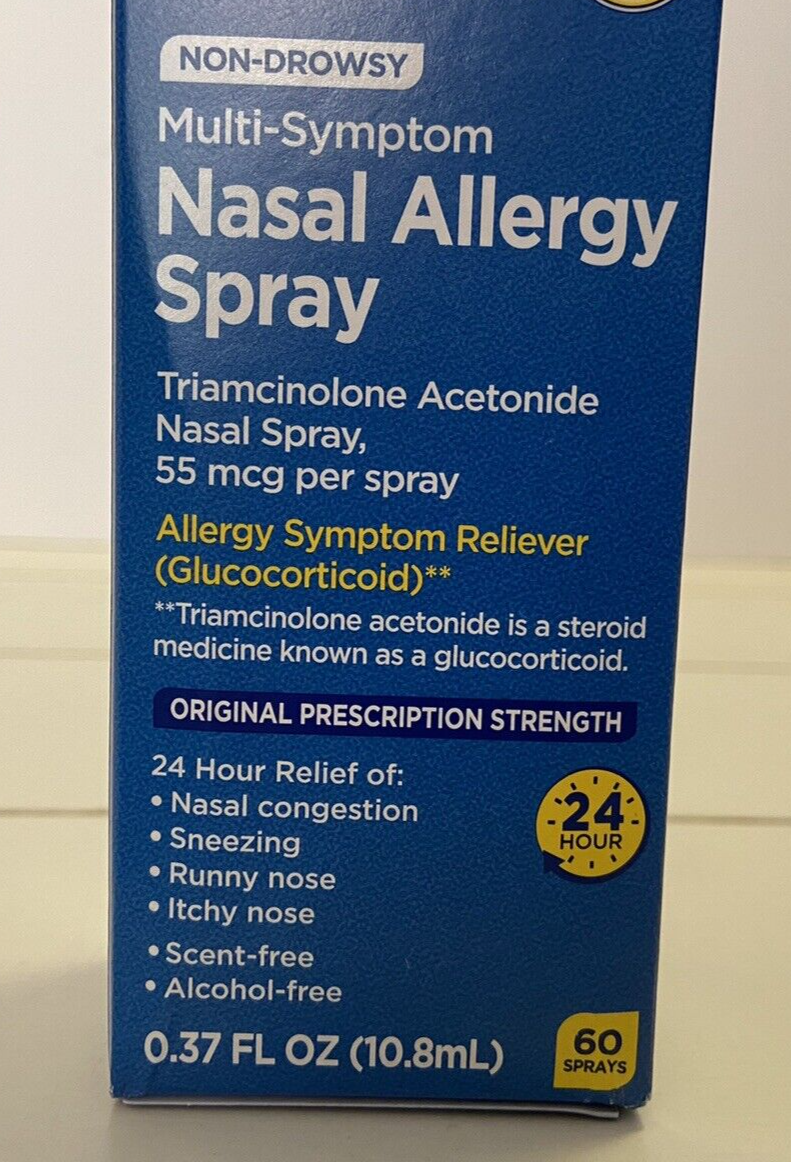 NON-DROWSY
Multi-Symptom
Nasal Allergy
Spray
Triamcinolone Acetonide
Nasal Spray,
55 mcg per spray
Allergy Symptom Reliever
(Glucocorticoid)**
**Triamcinolone acetonide is a steroid
medicine known as a glucocorticoid.
ORIGINAL PRESCRIPTION STRENGTH
24 Hour Relief of:
• Nasal congestion
• Sneezing
• Runny nose
• Itchy nose
• Scent-free
• Alcohol-free
24
HOUR
0.37 FL OZ (10.8mL)
60
SPRAYS